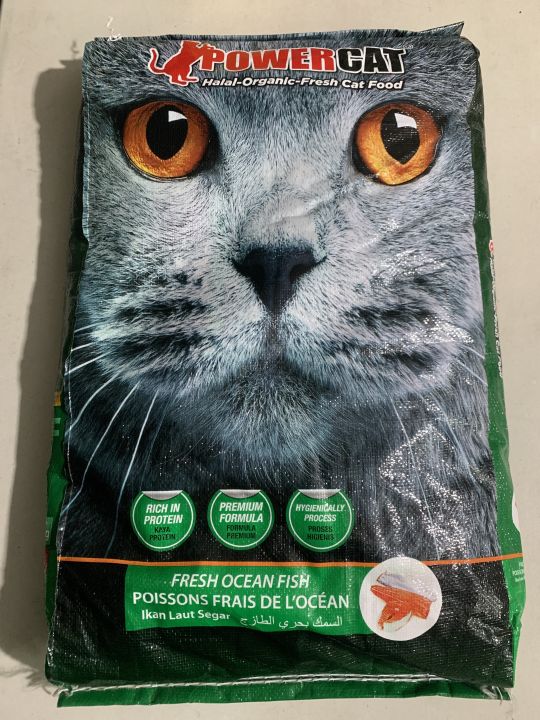 POWERCAT
Halal-Organic-Fresh Cat Food
RICH IN
PROTEIN
KAYA
PROTEIN
PREMIUM
FORMULA
FORMULA
PREMIUM
HYGIENICALLY
PROCESS
PROSES
HIGIENIS
FRESH OCEAN FISH
POISSONS FRAIS DE L'OCÉAN
Ikan Laut Segar السمك بحري الطازج